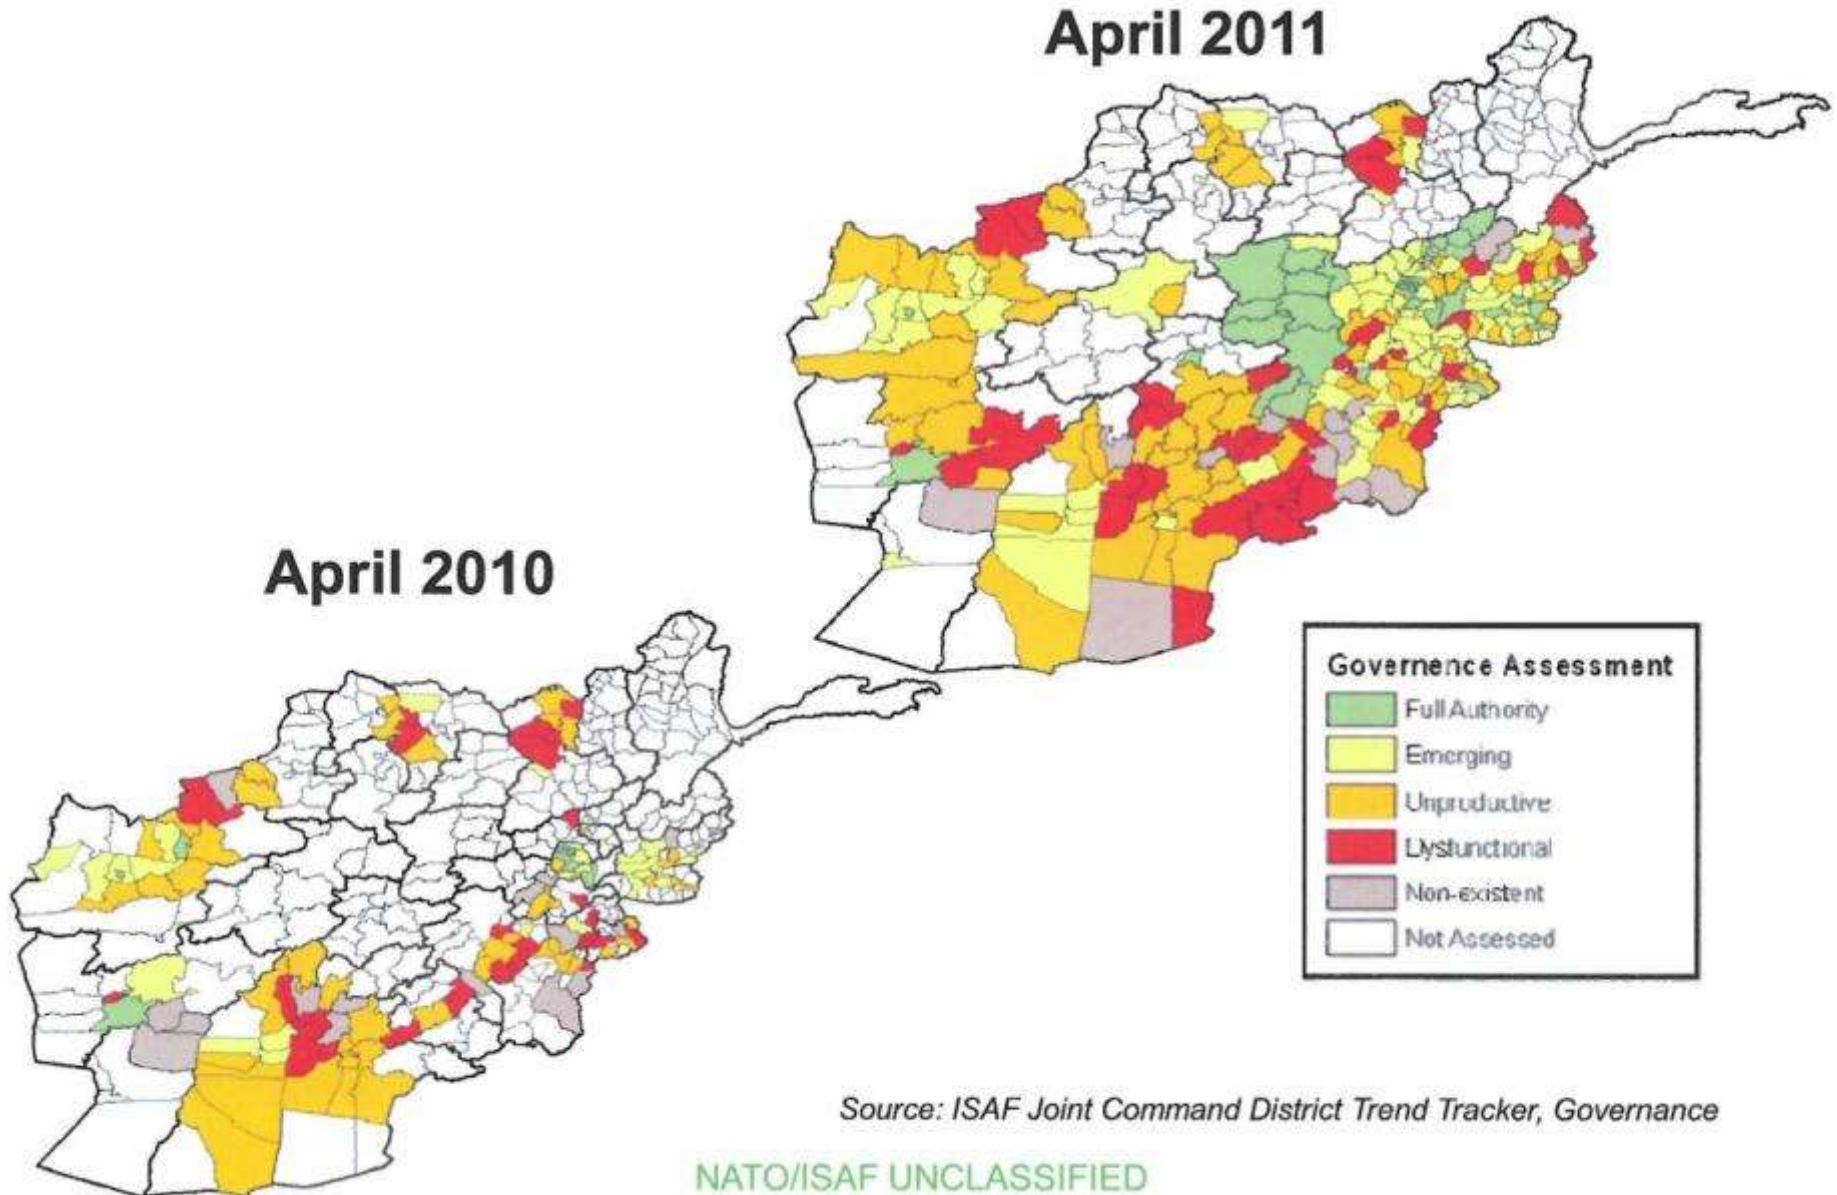 April 2011
April 2010
Governence Assessment
Full Authority
Emerging
Unproductive
Dysfunctional
Non-existent
Not Assessed
Source: ISAF Joint Command District Trend Tracker, Governance
NATO/ISAF UNCLASSIFIED